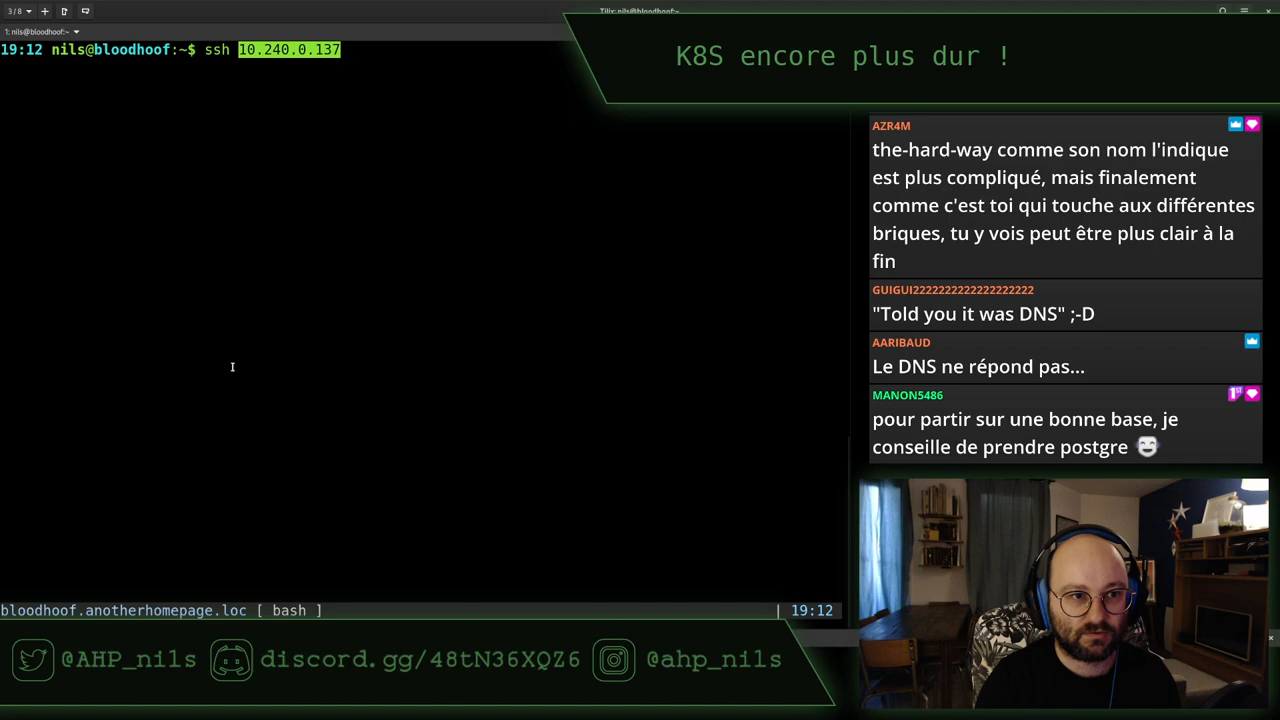 3/8
Tilix: nils@bloodhoof:~
1: nils@bloodhoof:~
19:12 nils@bloodhoof:~$ ssh 10.240.0.137
K8S encore plus dur !
AZR4M
the-hard-way comme son nom l'indique
est plus compliqué, mais finalement
comme c'est toi qui touche aux différentes
briques, tu y vois peut être plus clair à la
fin
GUIGUI2222222222222222222
"Told you it was DNS" ;-D
AARIBAUD
Le DNS ne répond pas...
MANON5486
pour partir sur une bonne base, je
conseille de prendre postgre
bloodhoof.anotherhomepage.loc [ bash ] | 19:12
@AHP_n1ls discord.gg/48tN36XQZ6 @ahp_nils